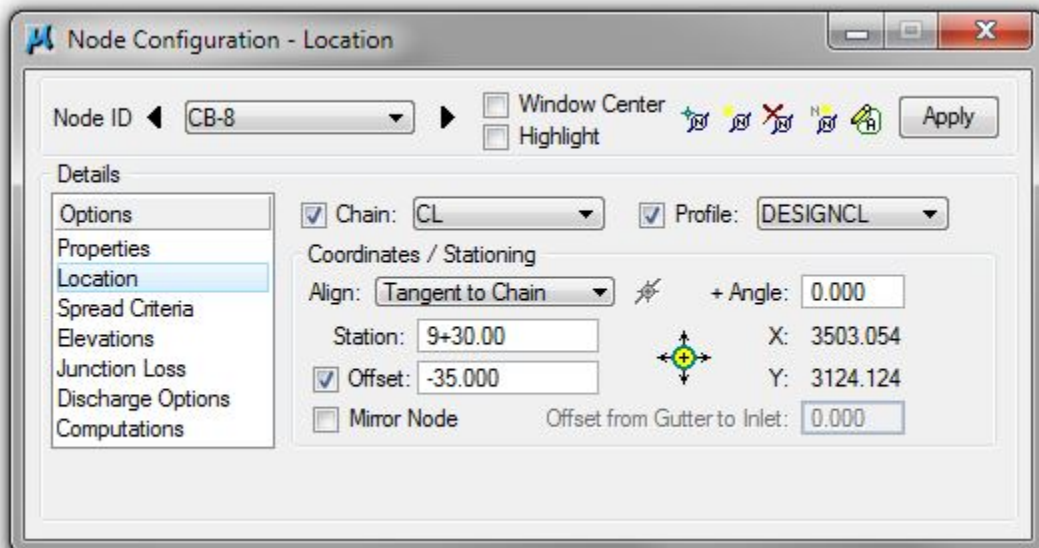 Node Configuration - Location
Node ID CB-8 Window Center Apply
Highlight
Details
Options Chain: CL Profile: DESIGNCL
Properties Coordinates / Stationing
Location Align: Tangent to Chain + Angle: 0.000
Spread Criteria
Elevations Station: 9+30.00 X: 3503.054
Junction Loss Offset: -35.000 Y: 3124.124
Discharge Options
Computations Mirror Node Offset from Gutter to Inlet: 0.000